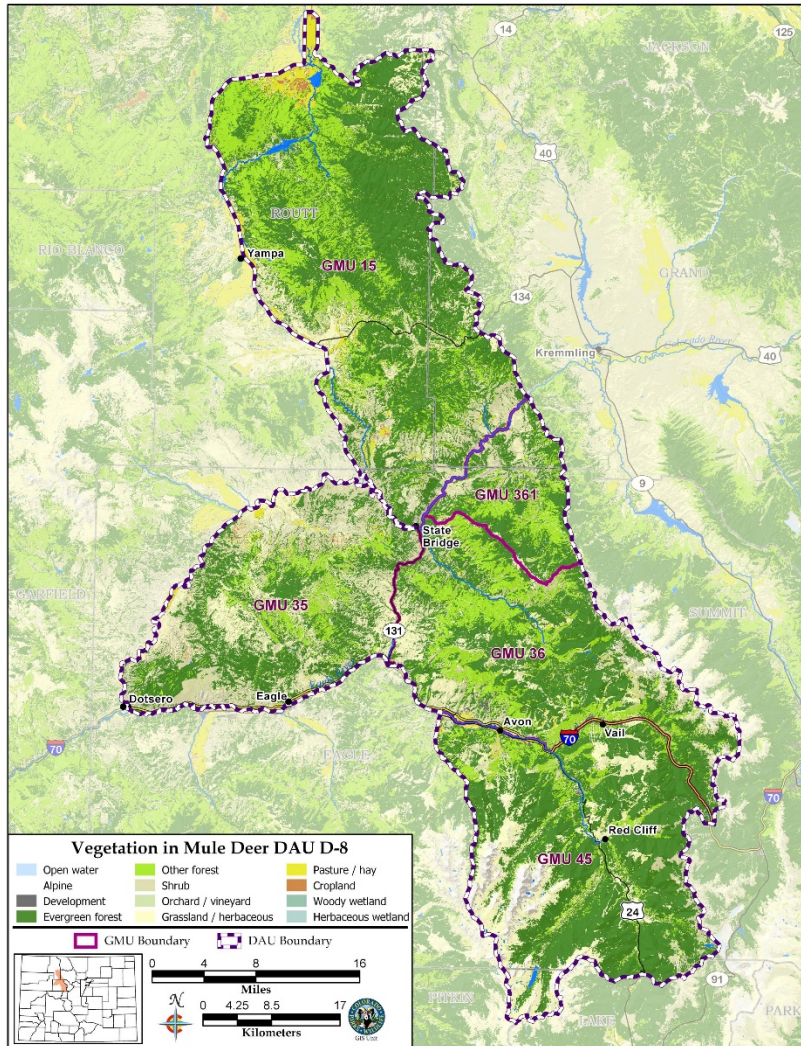 14
125
JACKSON
40
ROUTT
RIO BLANCO
Yampa
GMU 15
GRAND
134
Colorado River
Kremmling
40
9
GMU 361
State
Bridge
GARFIELD
GMU 35
SUMMIT
131
GMU 36
Eagle
Dotsero
Avon
70
Vail
70
EAGLE
70
Red Cliff
GMU 45
24
91
PITKIN
LAKE
PARK
Vegetation in Mule Deer DAU D-8
Open water
Other forest
Pasture / hay
Alpine
Shrub
Cropland
Development
Orchard / vineyard
Woody wetland
Evergreen forest
Grassland / herbaceous
Herbaceous wetland
GMU Boundary
DAU Boundary
0 4 8 16
Miles
N
0 4.25 8.5 17
Kilometers
GIS Unit